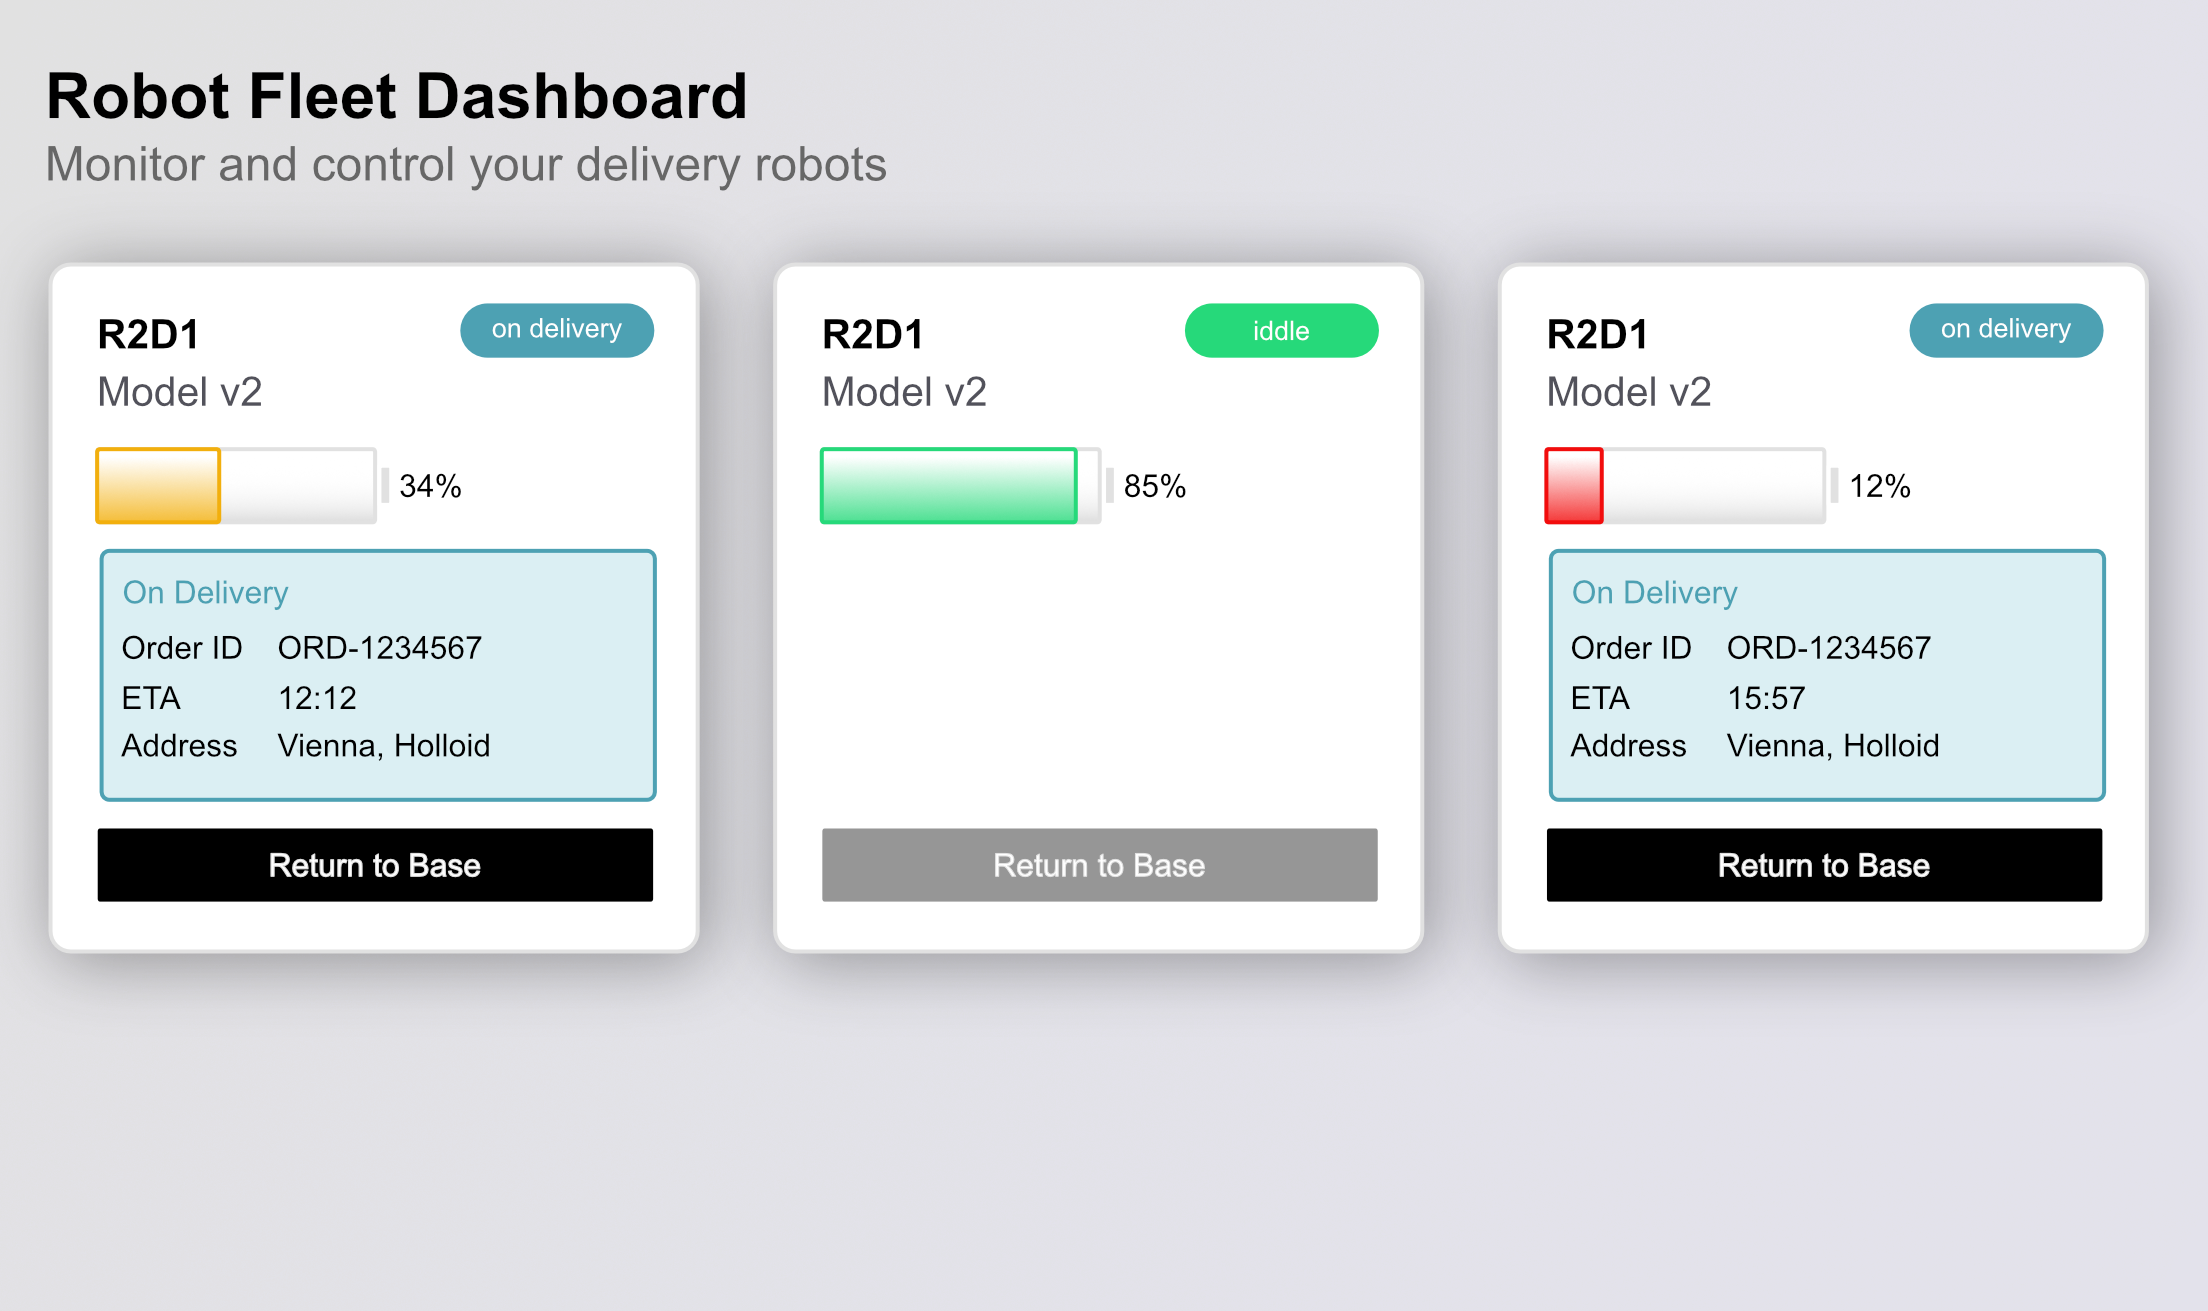 Robot Fleet Dashboard
Monitor and control your delivery robots
R2D1
on delivery
Model v2
34%
On Delivery
Order ID ORD-1234567
ETA 12:12
Address Vienna, Holloid
Return to Base
R2D1
iddle
Model v2
85%
Return to Base
R2D1
on delivery
Model v2
12%
On Delivery
Order ID ORD-1234567
ETA 15:57
Address Vienna, Holloid
Return to Base